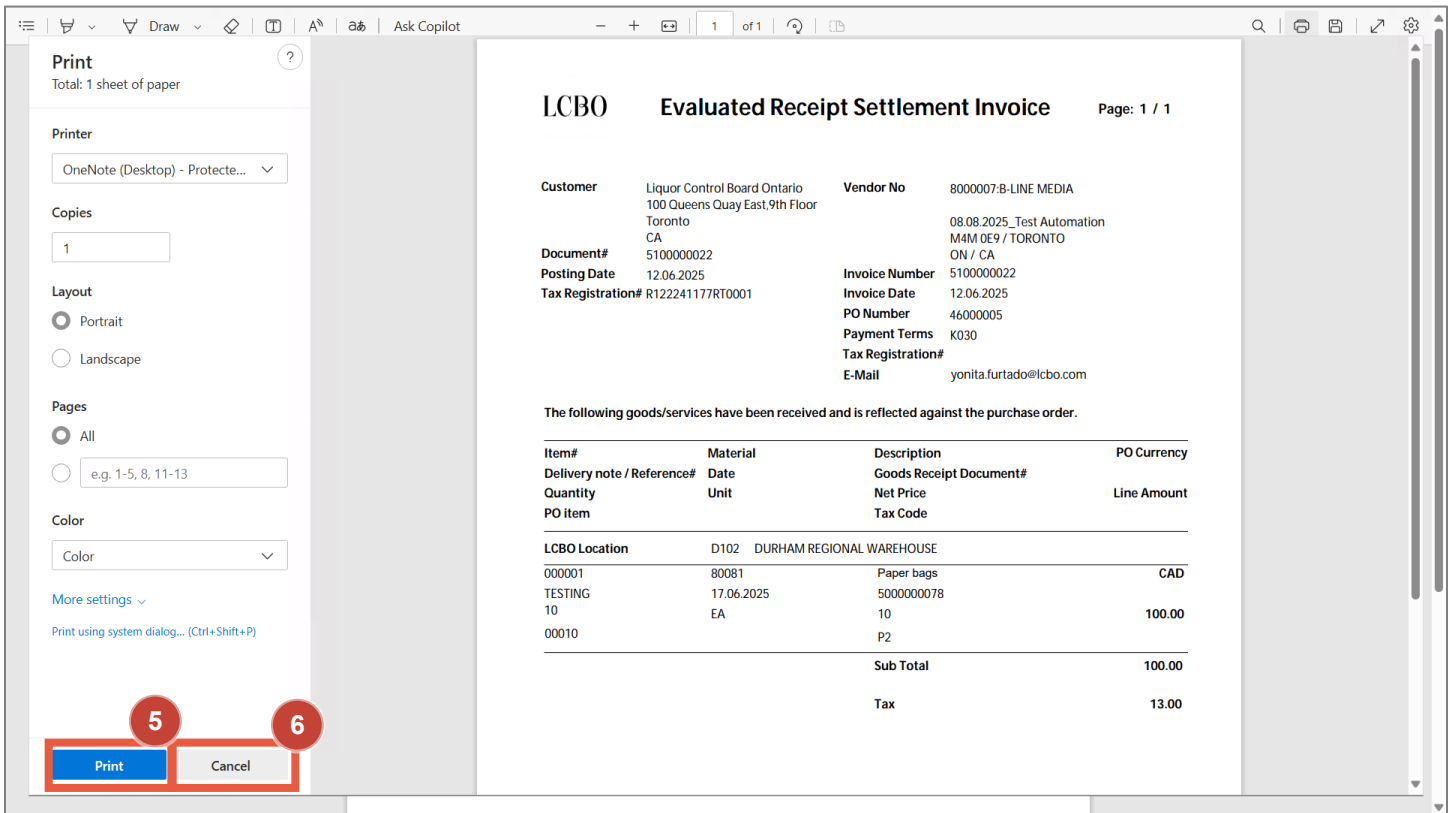 Draw
aあ
Ask Copilot
1
of 1
Print
?
Total: 1 sheet of paper
Printer
OneNote (Desktop) - Protecte...
Copies
1
Layout
Portrait
Landscape
Pages
All
e.g. 1-5, 8, 11-13
Color
Color
More settings
Print using system dialog... (Ctrl+Shift+P)
5
6
Print
Cancel
LCBO Evaluated Receipt Settlement Invoice Page: 1 / 1
Customer Liquor Control Board Ontario Vendor No 8000007:B-LINE MEDIA
100 Queens Quay East,9th Floor
Toronto 08.08.2025_Test Automation
CA M4M 0E9 / TORONTO
Document# 5100000022 ON / CA
Posting Date 12.06.2025 Invoice Number 5100000022
Tax Registration# R122241177RT0001 Invoice Date 12.06.2025
PO Number 46000005
Payment Terms K030
Tax Registration#
E-Mail yonita.furtado@lcbo.com
The following goods/services have been received and is reflected against the purchase order.
Item# Material Description PO Currency
Delivery note / Reference# Date Goods Receipt Document#
Quantity Unit Net Price Line Amount
PO item Tax Code
LCBO Location D102 DURHAM REGIONAL WAREHOUSE
000001 80081 Paper bags CAD
TESTING 17.06.2025 5000000078
10 EA 10 100.00
00010 P2
Sub Total 100.00
Tax 13.00